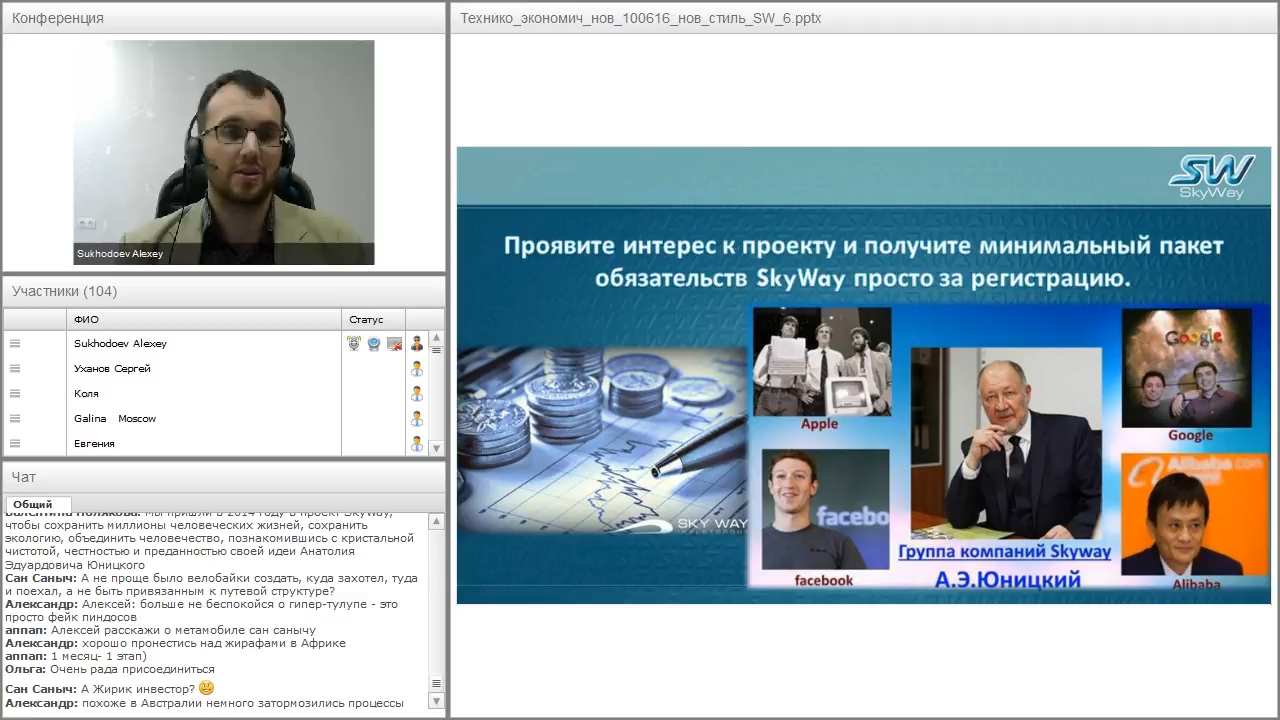 Конференция
Sukhodoev Alexey
Участники (104)
ФИО
Статус
Sukhodoev Alexey
Уханов Сергей
Коля
Galina Moscow
Евгения
Чат
Общий
чтобы сохранить миллионы человеческих жизней, сохранить
экологию, объединить человечество, познакомившись с кристальной
чистотой, честностью и преданностью своей идеи Анатолия
Эдуардовича Юницкого
Сан Саныч: А не проще было велобайки создать, куда захотел, туда
и поехал, а не быть привязанным к путевой структуре?
Александр: Алексей: больше не беспокойся о гипер-тулупе - это
просто фейк пиндосов
аппап: Алексей расскажи о метамобиле сан санычу
Александр: хорошо пронестись над жирафами в Африке
аппап: 1 месяц- 1 этап)
Ольга: Очень рада присоединиться
Сан Саныч: А Жирик инвестор?
Александр: похоже в Австралии немного затормозились процессы
Технико_экономич_нов_100616_нов_стиль_SW_6.pptx
SW
SkyWay
Проявите интерес к проекту и получите минимальный пакет
обязательств SkyWay просто за регистрацию.
SKY WAY
Apple
Google
Google
facebo
facebook
Alibaba.com
Alibaba
Группа компаний Skyway
А.Э.Юницкий